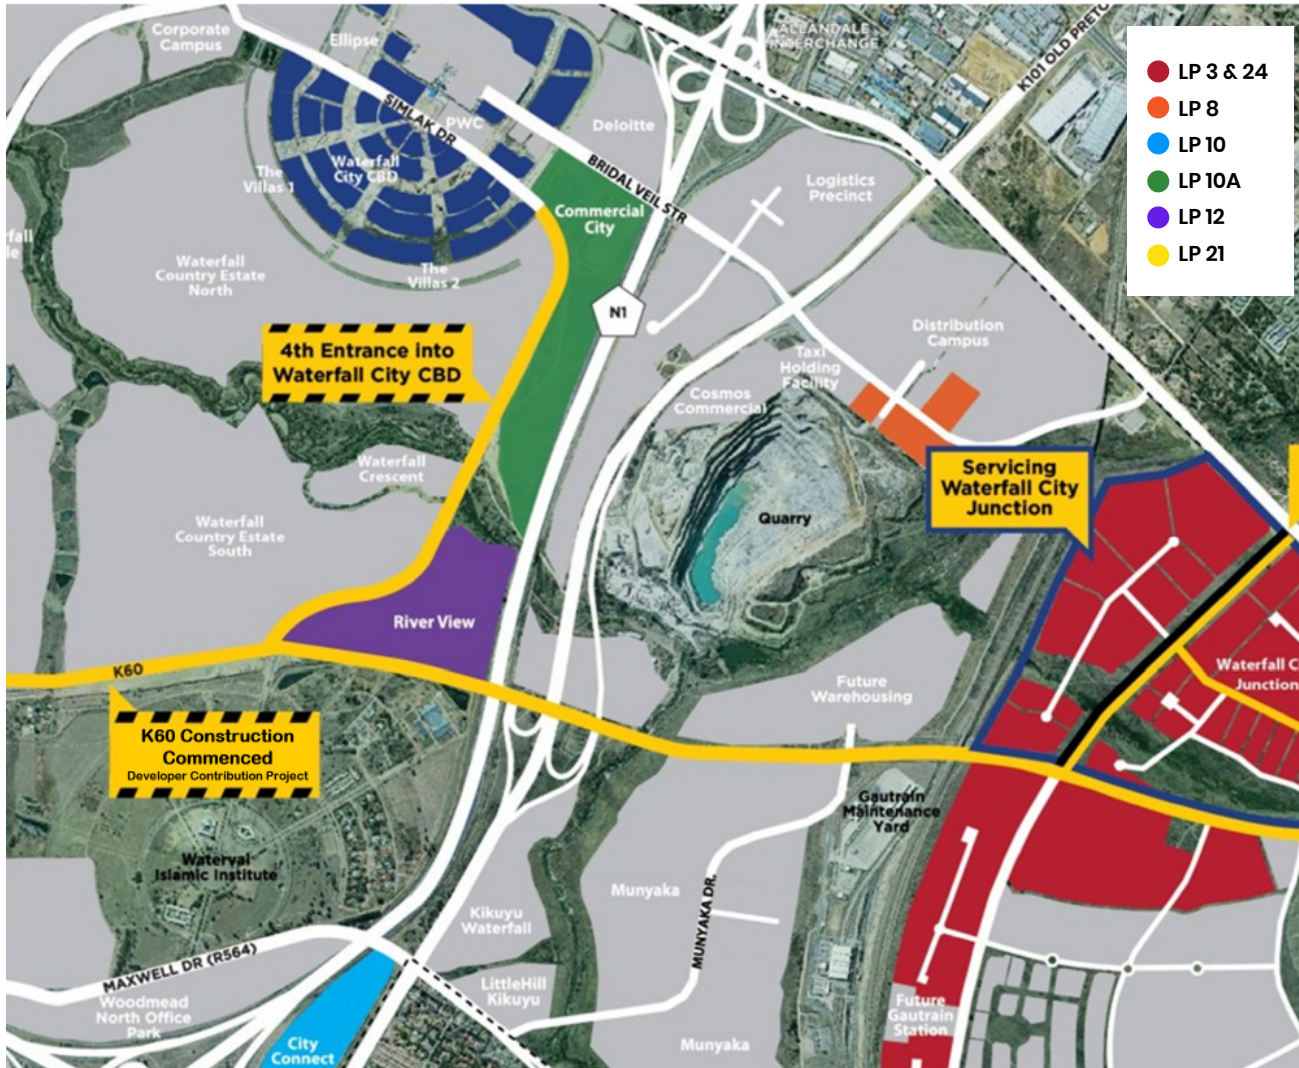 Corporate
Campus
Ellipse
ALLANDALE
INTERCHANGE
K101 OLD PRETO
LP 3 & 24
LP 8
LP 10
LP 10A
LP 12
LP 21
SIMLAK DR
PWC
Deloitte
Waterfall
City CBD
The
Villas 1
BRIDAL VEIL STR
Logistics
Precinct
Commercial
City
rfall
le
Waterfall
Country Estate
North
The
Villas 2
N1
4th Entrance into
Waterfall City CBD
Distribution
Campus
Taxi
Holding
Facility
Cosmos
Commercial
Waterfall
Crescent
Servicing
Waterfall City
Junction
Quarry
Waterfall
Country Estate
South
River View
K60
Waterfall C
Junction
Future
Warehousing
K60 Construction
Commenced
Developer Contribution Project
Gautrain
Maintenance
Yard
Waterval
Islamic Institute
Munyaka
MUNYAKA DR.
Kikuyu
Waterfall
MAXWELL DR (R564)
Woodmead
North Office
Park
LittleHill
Kikuyu
Future
Gautrain
Station
City
Connect
Munyaka